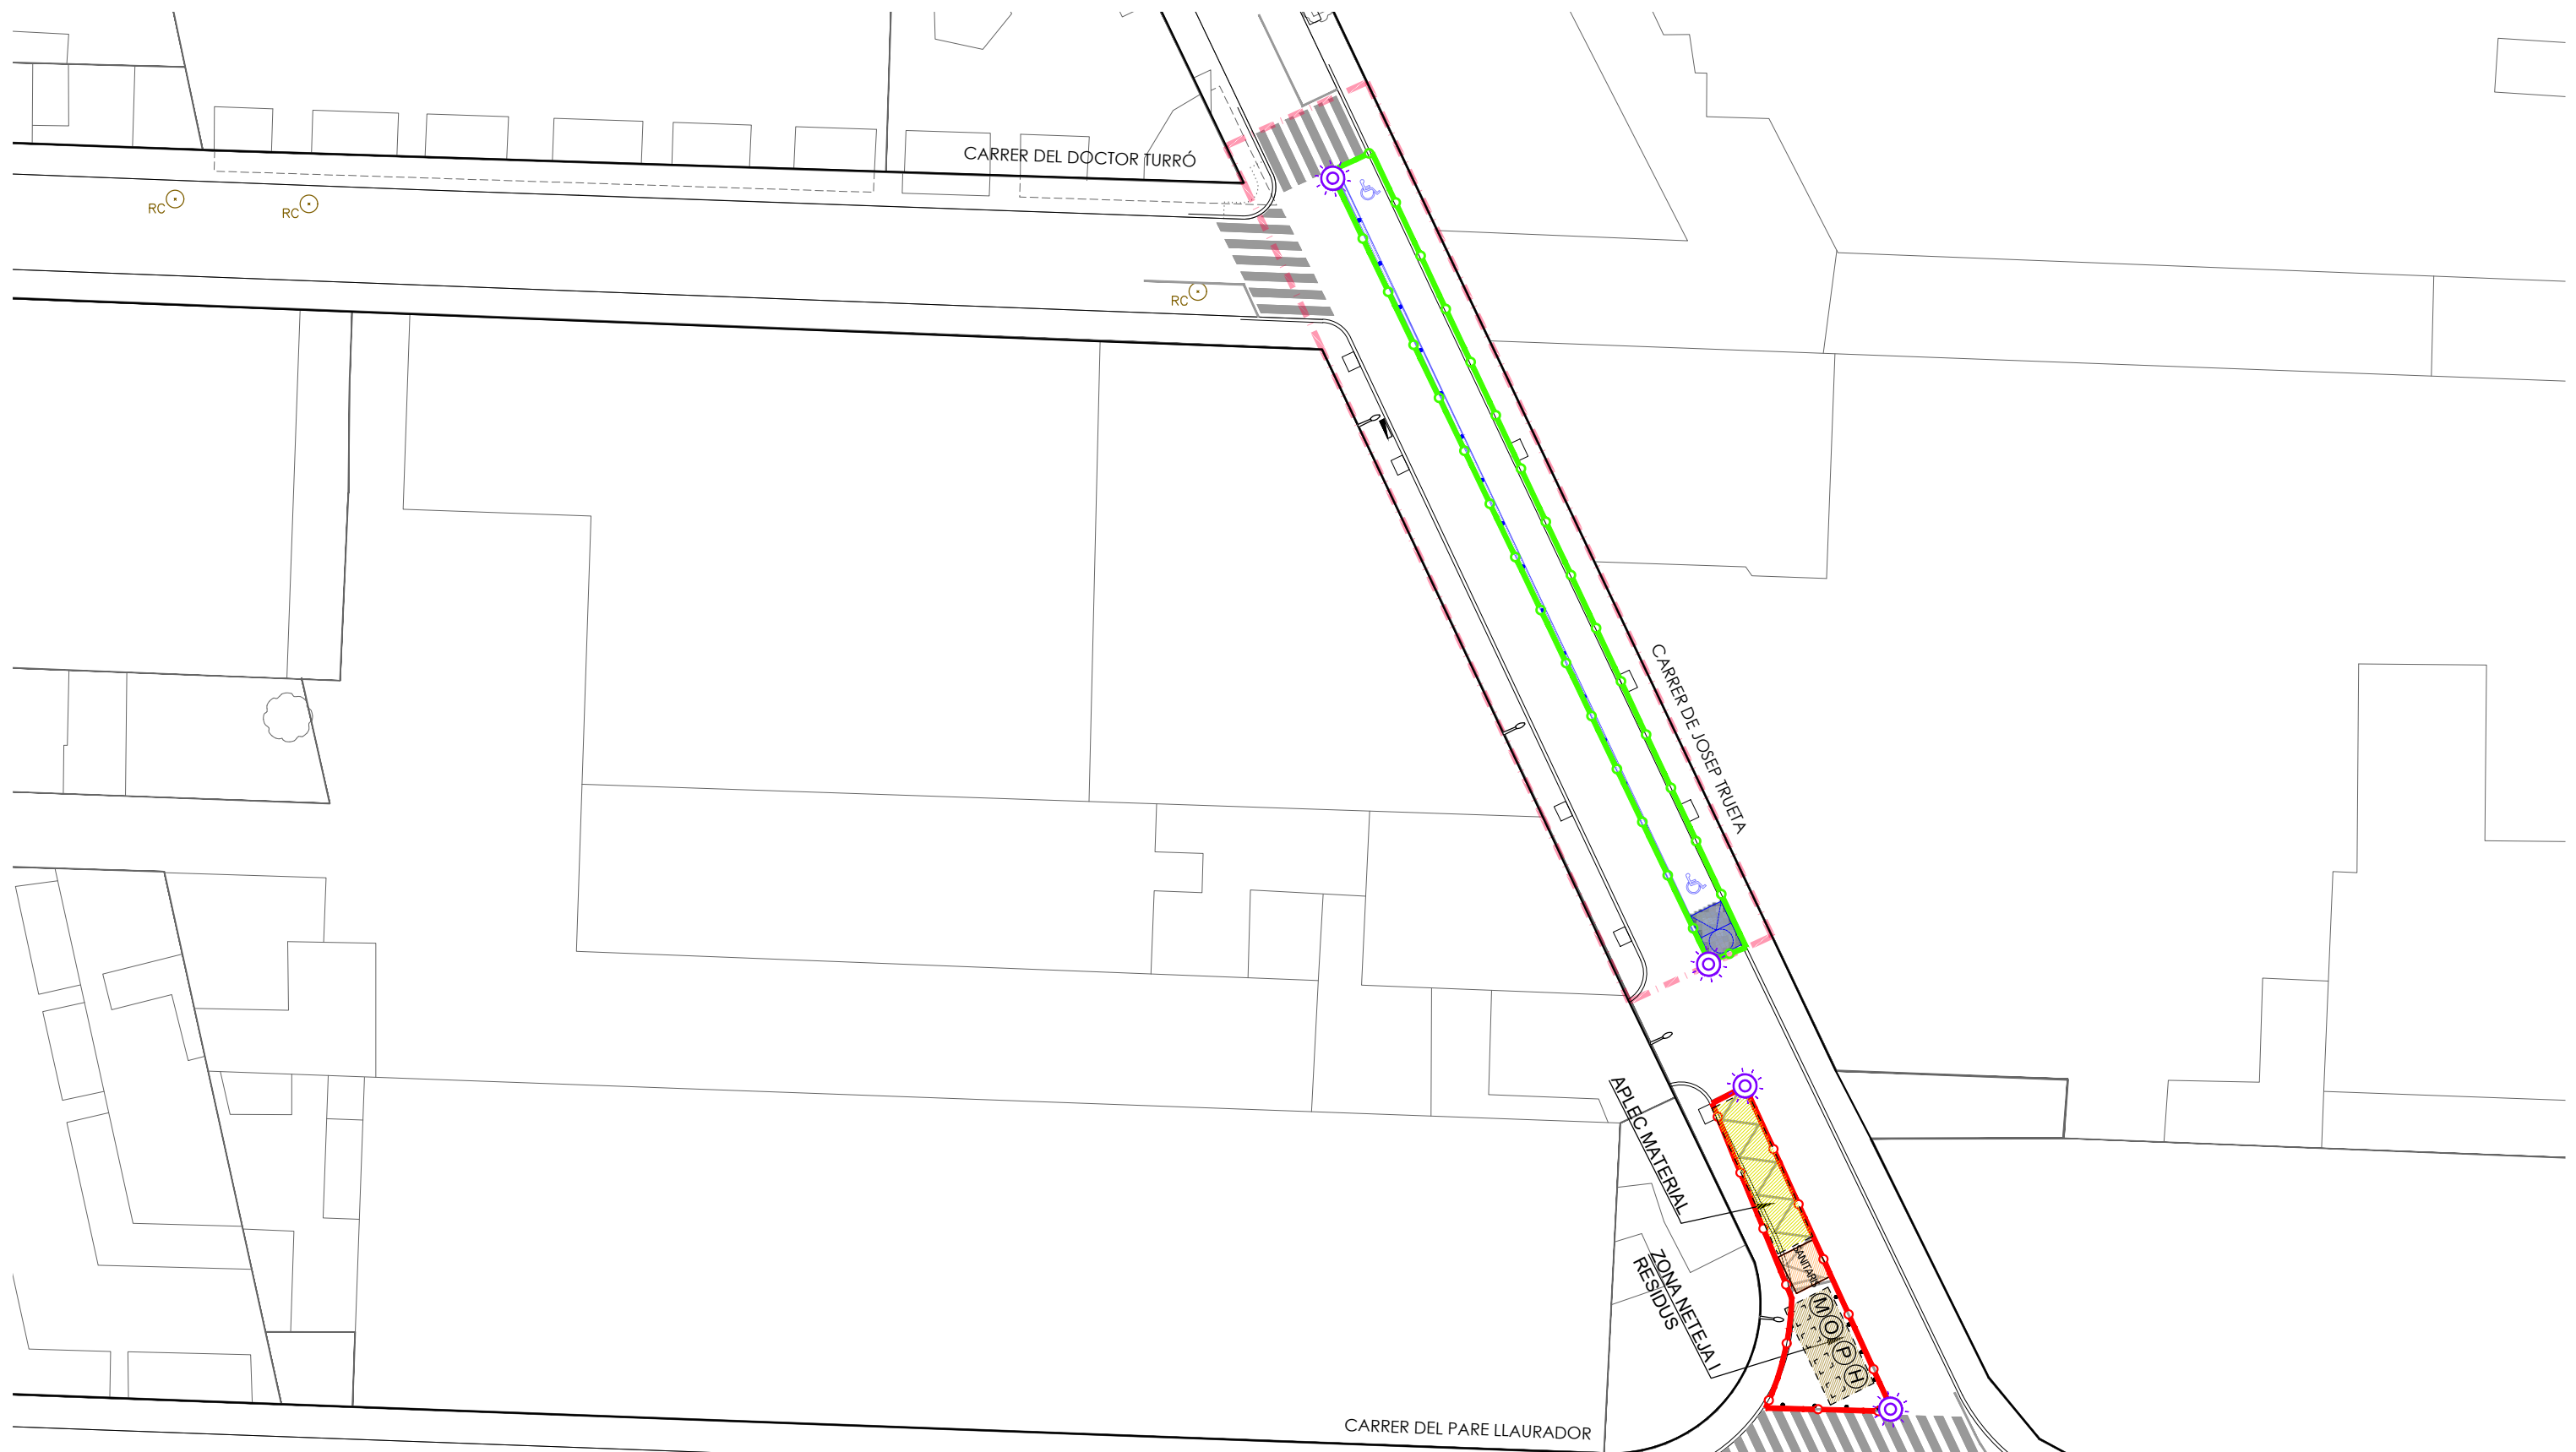 CARRER DEL DOCTOR TURRÓ
RC
RC
RC
CARRER DE JOSEP TRUETA
APLEC MATERIAL
SANITARIS
ZONA NETEJA I
RESIDUS
M
O
P
H
CARRER DEL PARE LLAURADOR